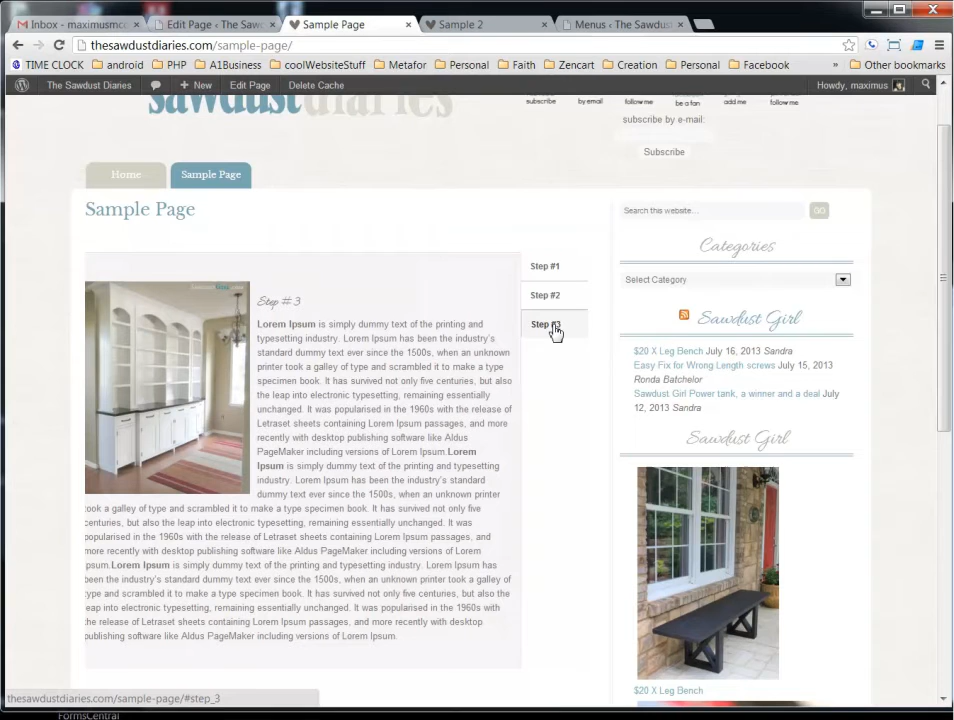 Inbox - maximusmcc
Edit Page ‹ The Saw
Sample Page
Sample 2
Menus ‹ The Sawdust
thesawdustdiaries.com/sample-page/
TIME CLOCK
android
PHP
A1Business
coolWebsiteStuff
Metafor
Personal
Faith
Zencart
Creation
Personal
Facebook
»
Other bookmarks
The Sawdust Diaries
+ New
Edit Page
Delete Cache
Howdy, maximus
sawdust diaries
subscribe
by email
follow me
be a fan
add me
follow me
subscribe by e-mail:
Subscribe
Home
Sample Page
Sample Page
Search this website…
GO
Categories
Select Category
Step #1
Step #2
Step #3
Step #3
Lorem Ipsum is simply dummy text of the printing and
typesetting industry. Lorem Ipsum has been the industry's
standard dummy text ever since the 1500s, when an unknown
printer took a galley of type and scrambled it to make a type
specimen book. It has survived not only five centuries, but also
the leap into electronic typesetting, remaining essentially
unchanged. It was popularised in the 1960s with the release of
Letraset sheets containing Lorem Ipsum passages, and more
recently with desktop publishing software like Aldus
PageMaker including versions of Lorem Ipsum.Lorem
Ipsum is simply dummy text of the printing and typesetting
industry. Lorem Ipsum has been the industry's standard
dummy text ever since the 1500s, when an unknown printer
took a galley of type and scrambled it to make a type specimen book. It has survived not only five
centuries, but also the leap into electronic typesetting, remaining essentially unchanged. It was
popularised in the 1960s with the release of Letraset sheets containing Lorem Ipsum passages, and
more recently with desktop publishing software like Aldus PageMaker including versions of Lorem
Ipsum.Lorem Ipsum is simply dummy text of the printing and typesetting industry. Lorem Ipsum has
been the industry's standard dummy text ever since the 1500s, when an unknown printer took a galley of
type and scrambled it to make a type specimen book. It has survived not only five centuries, but also the
leap into electronic typesetting, remaining essentially unchanged. It was popularised in the 1960s with
the release of Letraset sheets containing Lorem Ipsum passages, and more recently with desktop
publishing software like Aldus PageMaker including versions of Lorem Ipsum.
Sawdust Girl
$20 X Leg Bench July 16, 2013 Sandra
Easy Fix for Wrong Length screws July 15, 2013
Ronda Batchelor
Sawdust Girl Power tank, a winner and a deal July
12, 2013 Sandra
Sawdust Girl
$20 X Leg Bench
thesawdustdiaries.com/sample-page/#step_3
FormsCentral